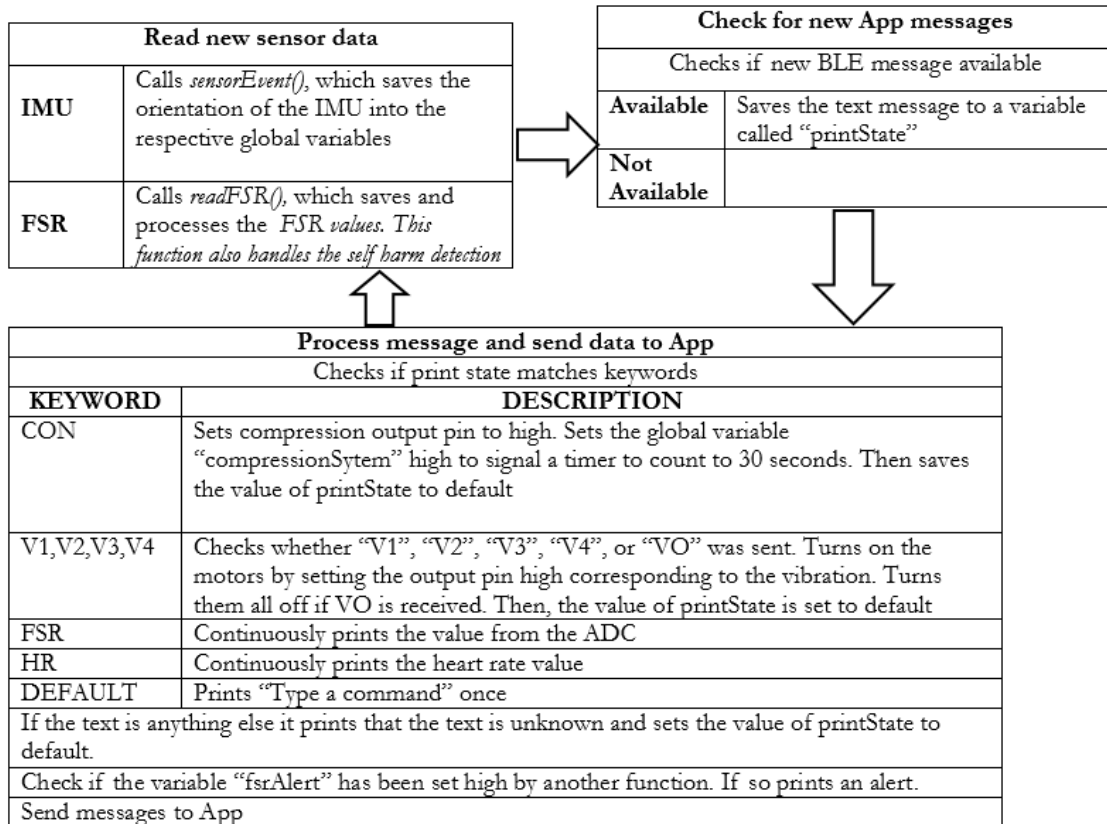 Read new sensor data
IMU
Calls sensorEvent(), which saves the
orientation of the IMU into the
respective global variables
FSR
Calls readFSR(), which saves and
processes the FSR values. This
function also handles the self harm detection
Check for new App messages
Checks if new BLE message available
Available
Saves the text message to a variable
called “printState”
Not
Available
Process message and send data to App
Checks if print state matches keywords
KEYWORD DESCRIPTION
CON
Sets compression output pin to high. Sets the global variable
“compressionSytem” high to signal a timer to count to 30 seconds. Then saves
the value of printState to default
V1,V2,V3,V4
Checks whether “V1”, “V2”, “V3”, “V4”, or “VO” was sent. Turns on the
motors by setting the output pin high corresponding to the vibration. Turns
them all off if VO is received. Then, the value of printState is set to default
FSR Continuously prints the value from the ADC
HR Continuously prints the heart rate value
DEFAULT Prints “Type a command” once
If the text is anything else it prints that the text is unknown and sets the value of printState to
default.
Check if the variable “fsrAlert” has been set high by another function. If so prints an alert.
Send messages to App